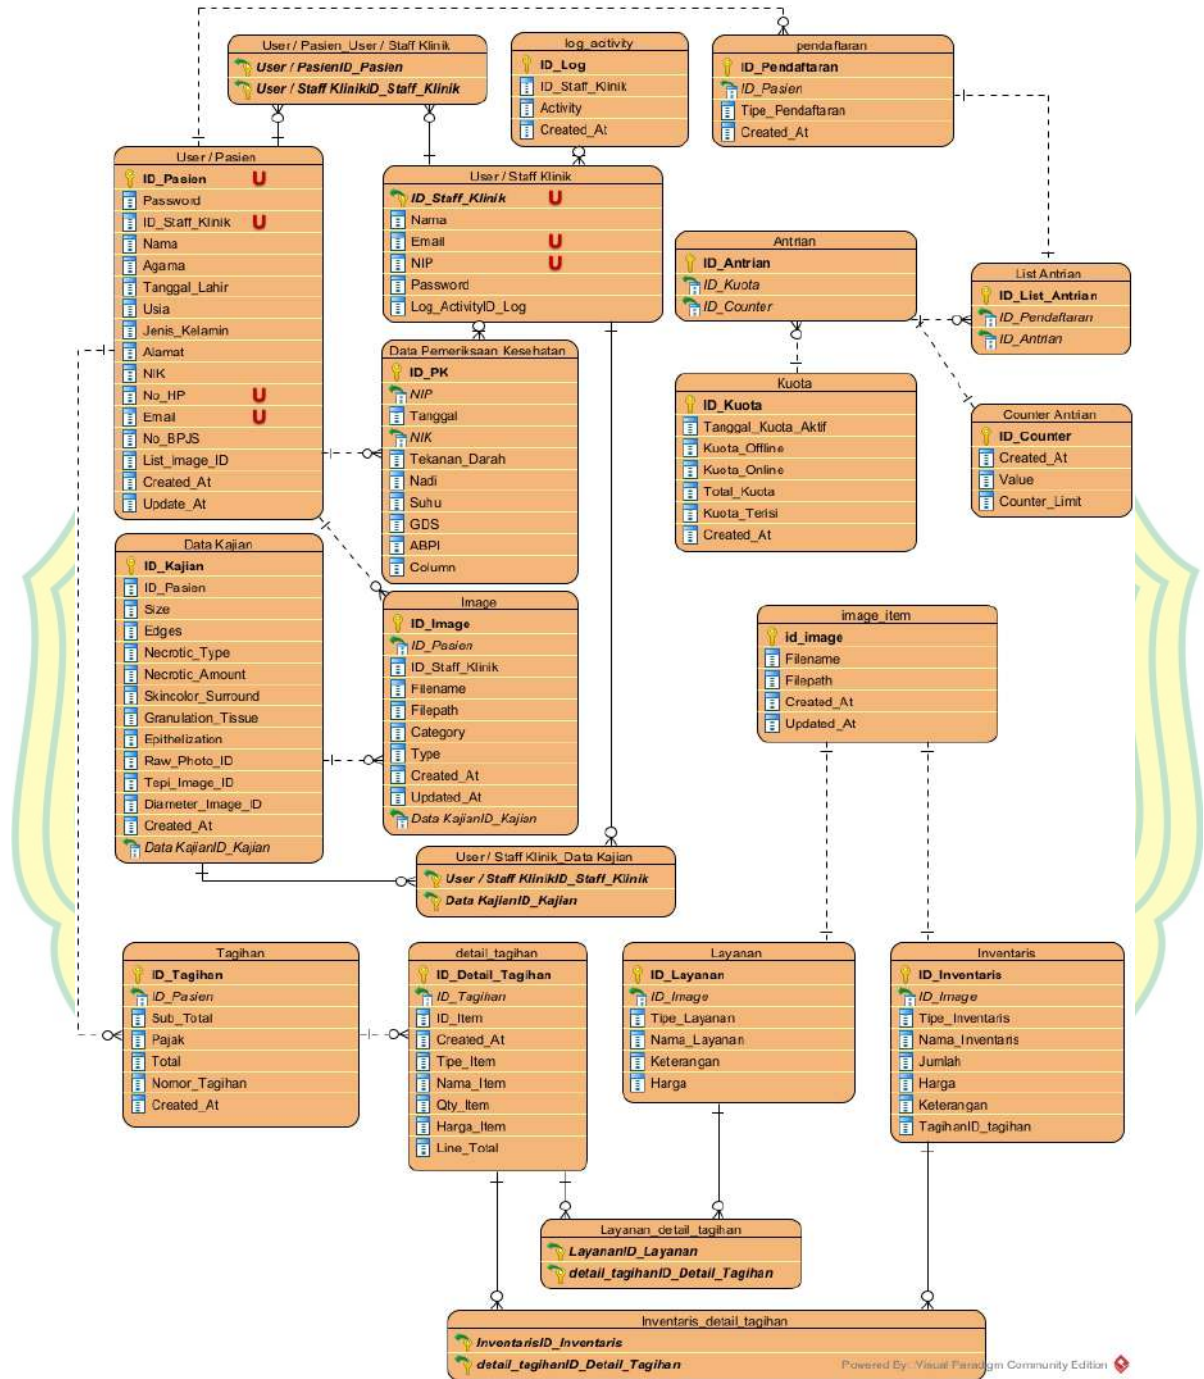 User / Pasien_User / Staff Klinik
User / PasienID_Pasien
User / Staff KlinikID_Staff_Klinik
log_activity
ID_Log
ID_Staff_Klinik
Activity
Created_At
pendaftaran
ID_Pendaftaran
ID_Pasien
Tipe_Pendaftaran
Created_At
User / Pasien
ID_Pasien U
Password
ID_Staff_Klinik U
Nama
Agama
Tanggal_Lahir
Usia
Jenis_Kelamin
Alamat
NIK
No_HP U
Email U
No_BPJS
List_Image_ID
Created_At
Update_At
User / Staff Klinik
ID_Staff_Klinik U
Nama
Email U
NIP U
Password
Log_ActivityID_Log
Antrian
ID_Antrian
ID_Kuota
ID_Counter
List Antrian
ID_List_Antrian
ID_Pendaftaran
ID_Antrian
Data Pemeriksaan Kesehatan
ID_PK
NIP
Tanggal
NIK
Tekanan_Darah
Nadi
Suhu
GDS
ABPI
Column
Kuota
ID_Kuota
Tanggal_Kuota_Aktif
Kuota_Offline
Kuota_Online
Total_Kuota
Kuota_Terisi
Created_At
Counter Antrian
ID_Counter
Created_At
Value
Counter_Limit
Data Kajian
ID_Kajian
ID_Pasien
Size
Edges
Necrotic_Type
Necrotic_Amount
Skincolor_Surround
Granulation_Tissue
Epithelization
Raw_Photo_ID
Tepi_Image_ID
Diameter_Image_ID
Created_At
Data KajianID_Kajian
Image
ID_Image
ID_Pasien
ID_Staff_Klinik
Filename
Filepath
Category
Type
Created_At
Updated_At
Data KajianID_Kajian
image_item
id_image
Filename
Filepath
Created_At
Updated_At
User / Staff Klinik_Data Kajian
User / Staff KlinikID_Staff_Klinik
Data KajianID_Kajian
Tagihan
ID_Tagihan
ID_Pasien
Sub_Total
Pajak
Total
Nomor_Tagihan
Created_At
detail_tagihan
ID_Detail_Tagihan
ID_Tagihan
ID_Item
Created_At
Tipe_Item
Nama_Item
Qty_Item
Harga_Item
Line_Total
Layanan
ID_Layanan
ID_Image
Tipe_Layanan
Nama_Layanan
Keterangan
Harga
Inventaris
ID_Inventaris
ID_Image
Tipe_Inventaris
Nama_Inventaris
Jumlah
Harga
Keterangan
TagihanID_tagihan
Layanan_detail_tagihan
LayananID_Layanan
detail_tagihanID_Detail_Tagihan
Inventaris_detail_tagihan
InventarisID_Inventaris
detail_tagihanID_Detail_Tagihan
Powered By: Visual Paradigm Community Edition